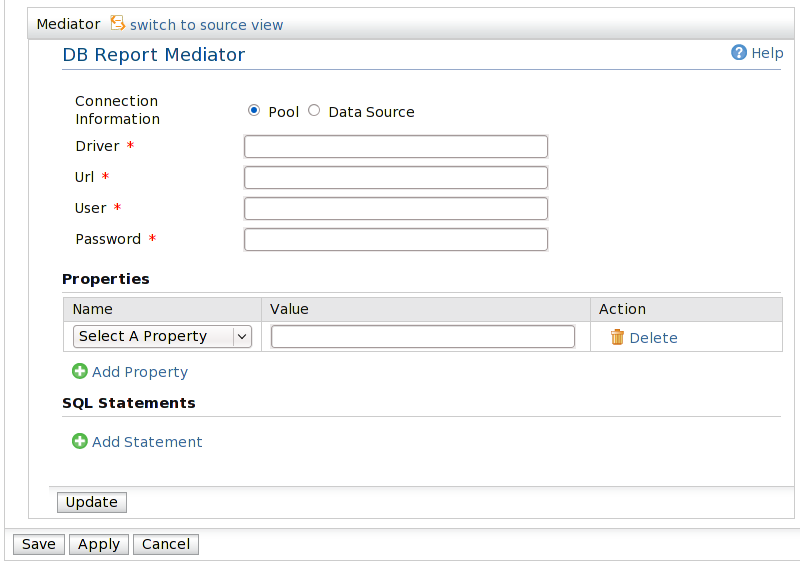 Mediator switch to source view
DB Report Mediator Help
Connection
Information
Pool Data Source
Driver *
Url *
User *
Password *
Properties
Name Value Action
Select A Property Delete
Add Property
SQL Statements
Add Statement
Update
Save Apply Cancel